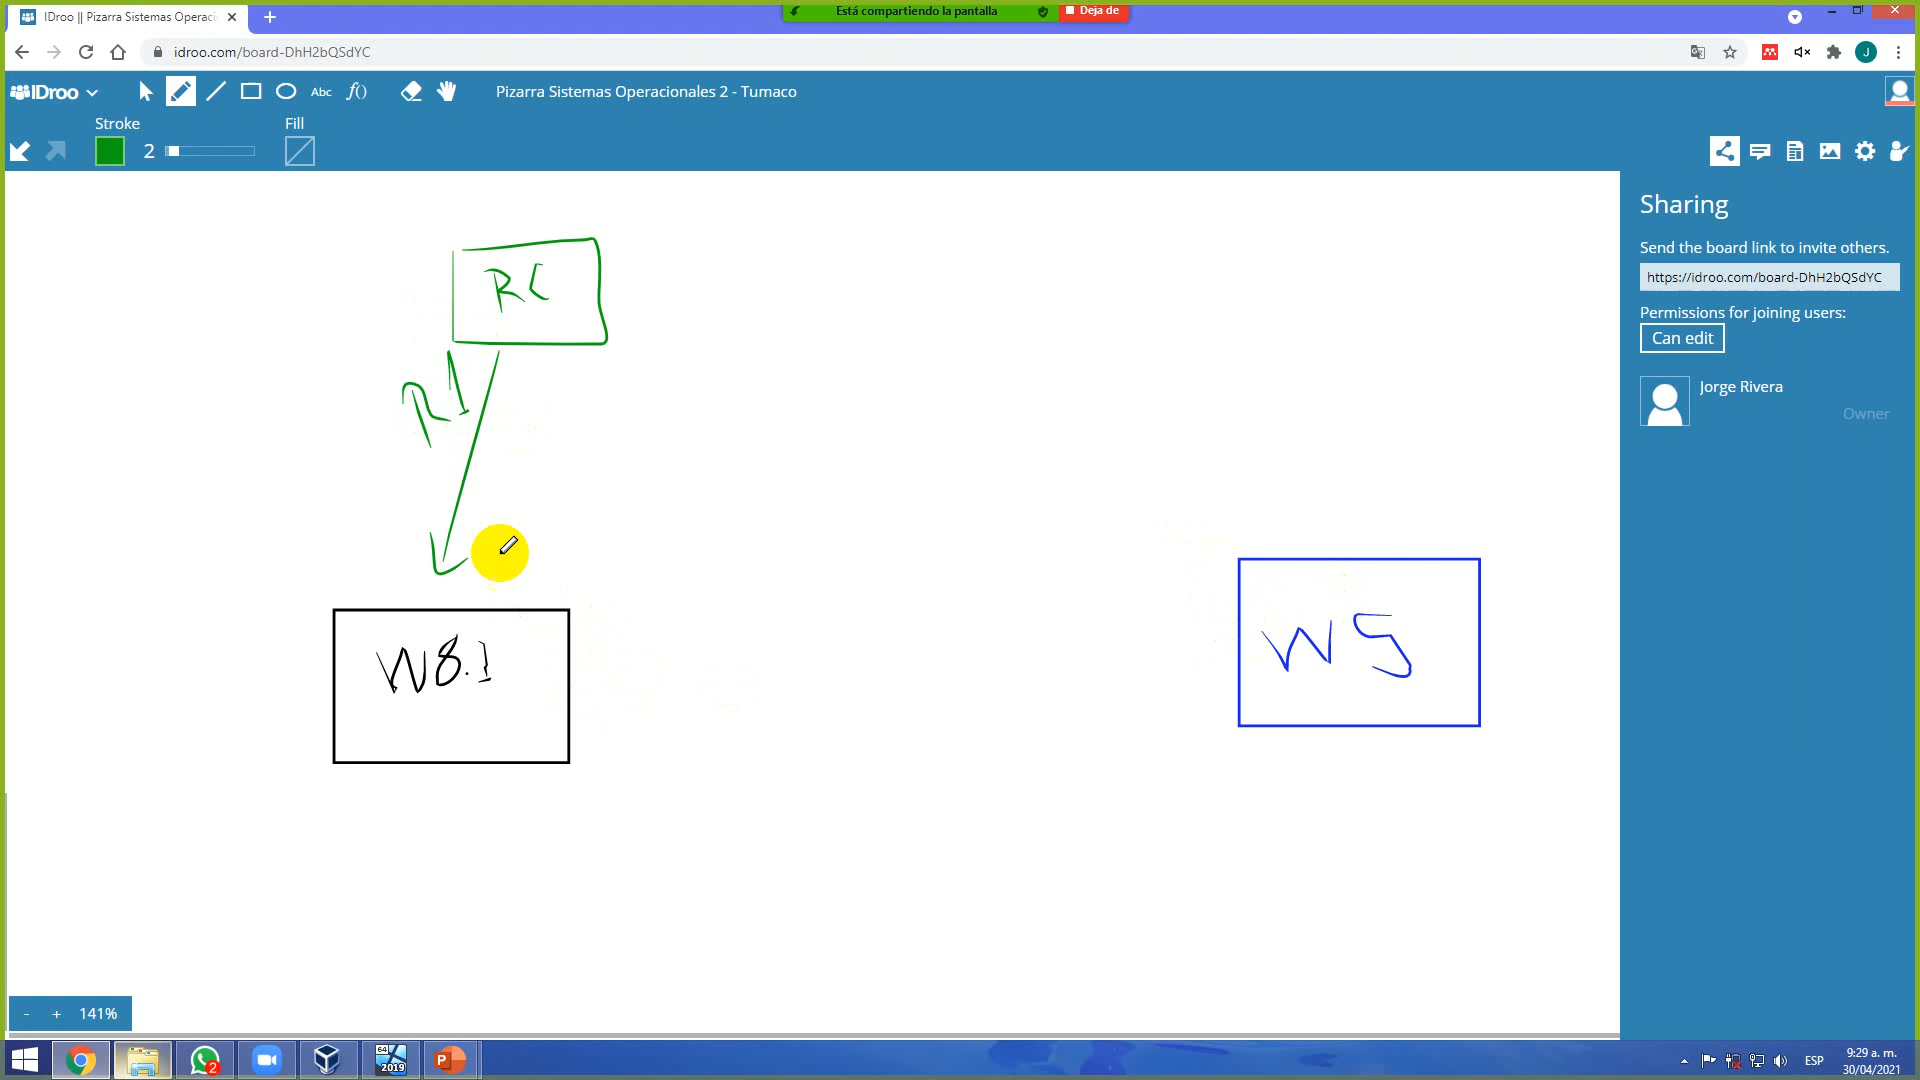 IDroo || Pizarra Sistemas Operaci
Está compartiendo la pantalla
Deja de
idroo.com/board-DhH2bQSdYC
J
IDroo
Abc
f()
Pizarra Sistemas Operacionales 2 - Tumaco
Stroke
Fill
2
Sharing
Send the board link to invite others.
https://idroo.com/board-DhH2bQSdYC
Permissions for joining users:
Can edit
Jorge Rivera
Owner
RC
R1
W8.1
W5
- + 141%
2
64
2019
P
ESP
9:29 a. m.
30/04/2021